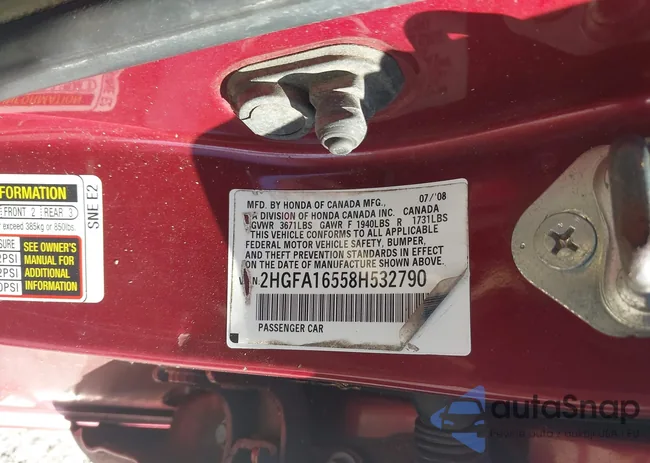 FORMATION
FRONT 2 REAR 3
exceed 385kg or 850lbs
SURE
2PSI
2PSI
0PSI
SEE OWNER'S
MANUAL FOR
ADDITIONAL
INFORMATION
SNE E2
MFD. BY HONDA OF CANADA MFG., 07/'08
A DIVISION OF HONDA CANADA INC. CANADA
GVWR 3671LBS GAWR F 1940LBS R 1731LBS
THIS VEHICLE CONFORMS TO ALL APPLICABLE
FEDERAL MOTOR VEHICLE SAFETY, BUMPER,
AND THEFT PREVENTION STANDARDS IN EFFECT
ON THE DATE OF MANUFACTURE SHOWN ABOVE.
2HGFA16558H532790
PASSENGER CAR
autoSnap